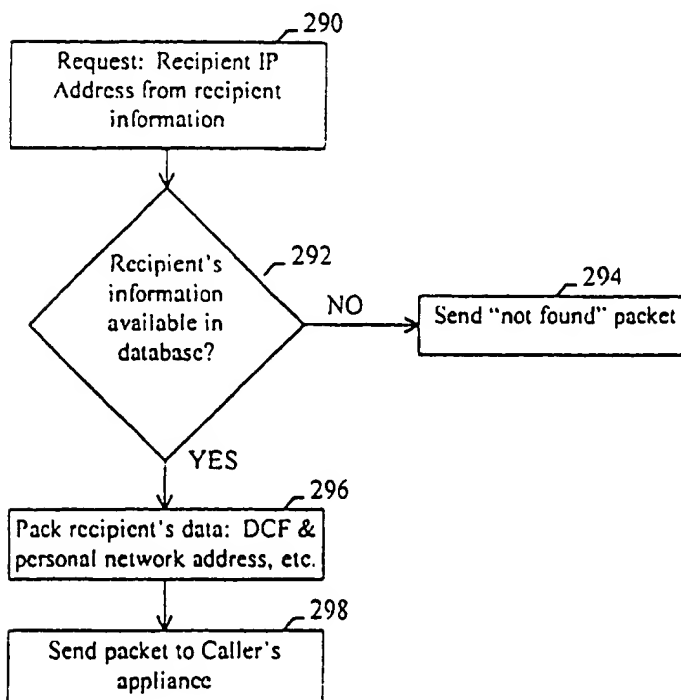 290
Request: Recipient IP
Address from recipient
information
292
Recipient's
information
available in
database?
NO
294
Send "not found" packet
YES
296
Pack recipient's data: DCF &
personal network address, etc.
298
Send packet to Caller's
appliance